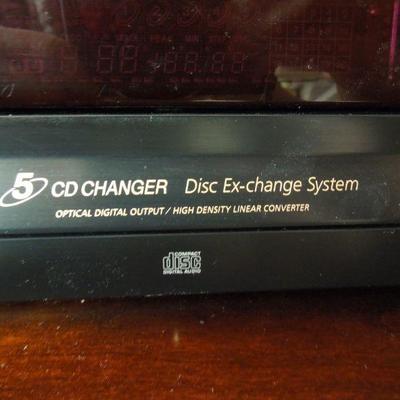 5 CD CHANGER Disc Ex-change System
OPTICAL DIGITAL OUTPUT / HIGH DENSITY LINEAR CONVERTER
COMPACT
disc
DIGITAL AUDIO